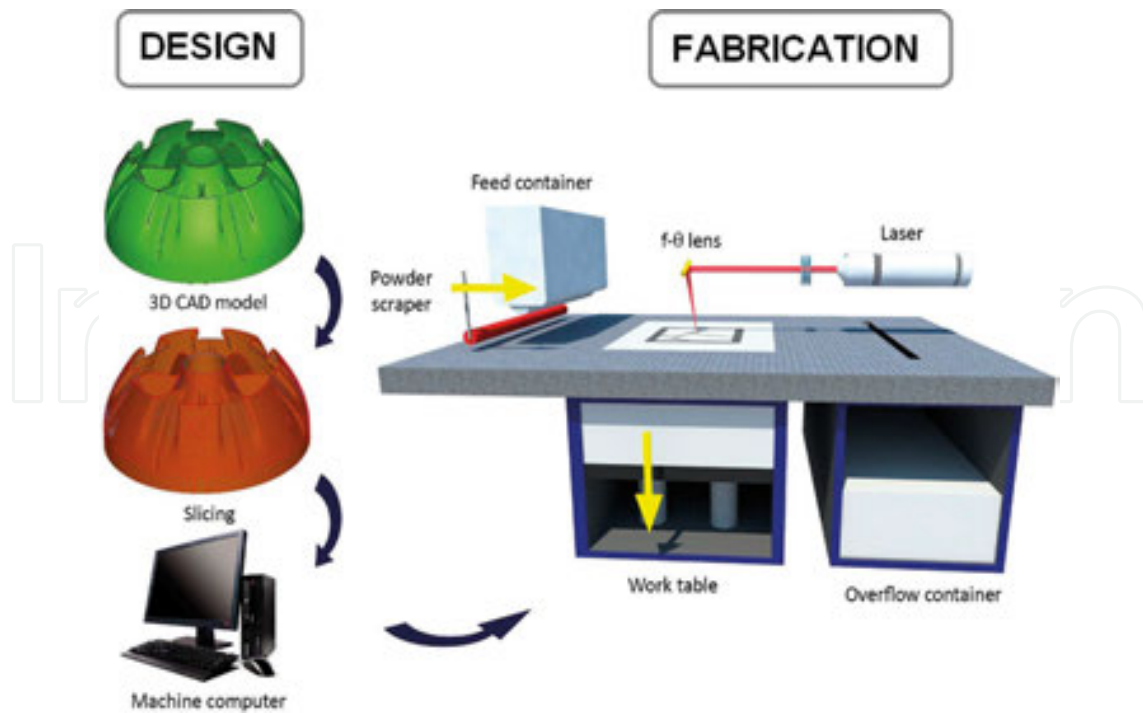 DESIGN
FABRICATION
3D CAD model
Slicing
Machine computer
Feed container
Powder
scraper
f-θ lens
Laser
Work table
Overflow container